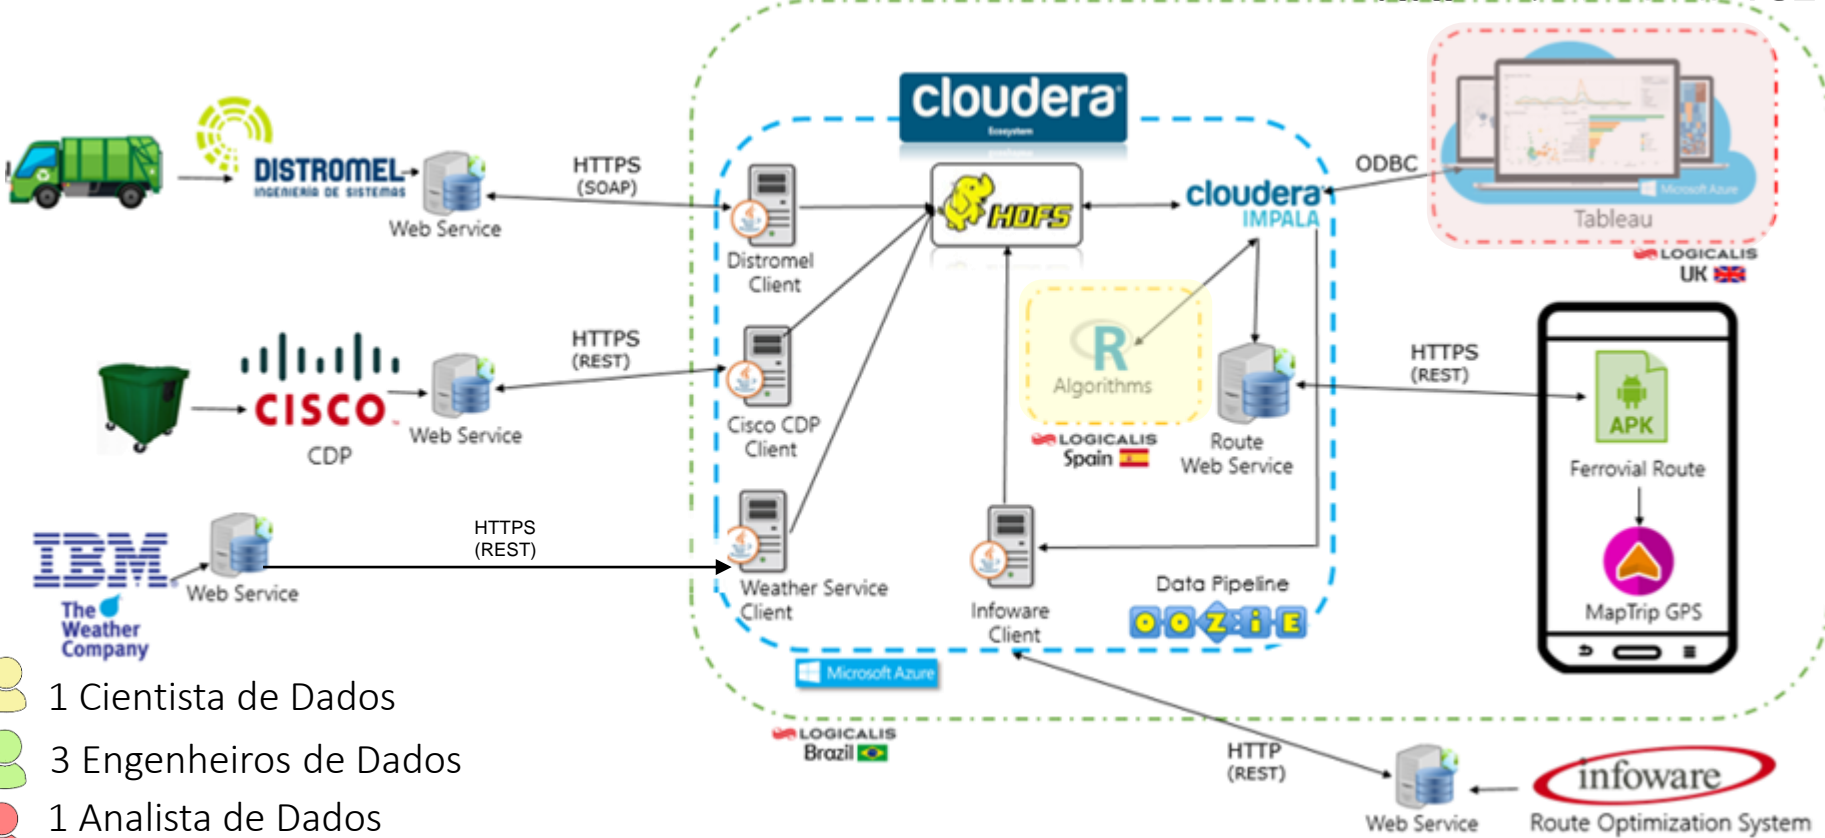 cloudera
Ecosystem
DISTROMEL
INGENIERÍA DE SISTEMAS
Web Service
HTTPS
(SOAP)
Distromel
Client
HDFS
cloudera
IMPALA
ODBC
Microsoft Azure
Tableau
LOGICALIS
UK
CISCO
CDP
Web Service
HTTPS
(REST)
Cisco CDP
Client
R
Algorithms
LOGICALIS
Spain
Route
Web Service
HTTPS
(REST)
APK
Ferrovial Route
MapTrip GPS
IBM
The
Weather
Company
Web Service
HTTPS
(REST)
Weather Service
Client
Infoware
Client
Data Pipeline
OOZIE
Microsoft Azure
LOGICALIS
Brazil
HTTP
(REST)
Web Service
infoware
Route Optimization System
1 Cientista de Dados
3 Engenheiros de Dados
1 Analista de Dados